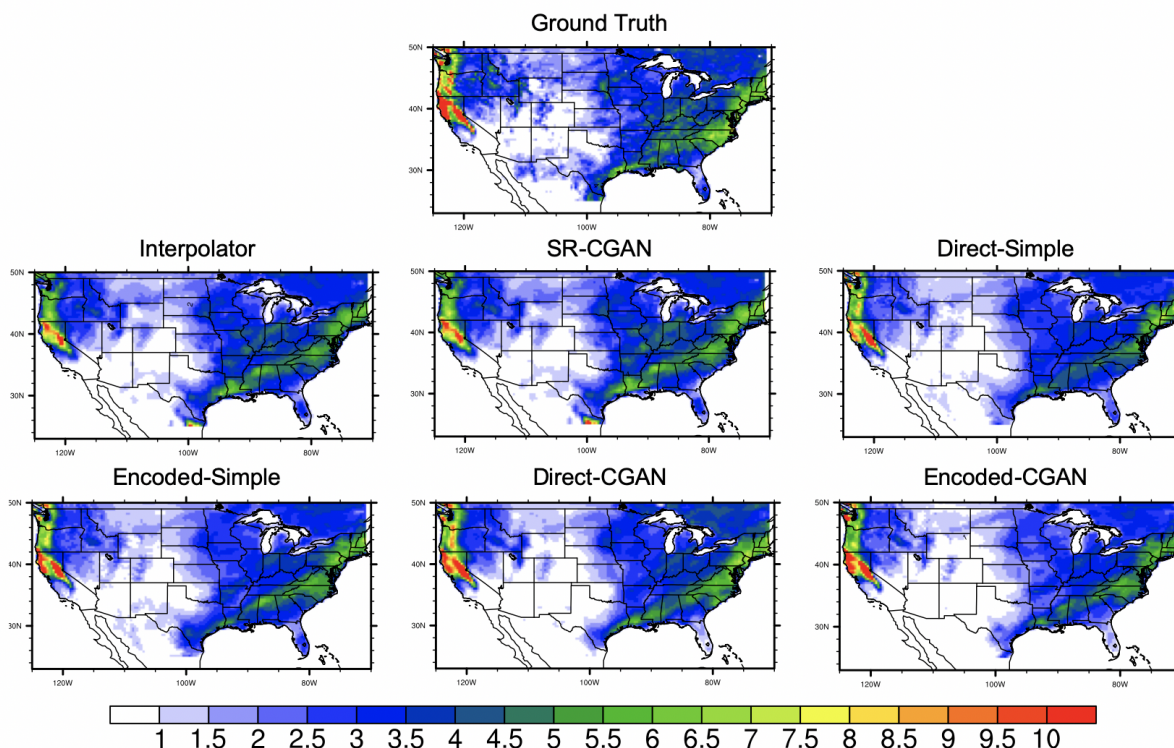 Ground Truth
50N
40N
30N
120W 100W 80W
Interpolator SR-CGAN Direct-Simple
50N 50N 50N
2
40N 40N 40N
30N 30N 30N
120W 100W 80W 120W 100W 80W 120W 100W 80W
Encoded-Simple Direct-CGAN Encoded-CGAN
50N 50N 50N
40N 40N 40N
30N 30N 30N
120W 100W 80W 120W 100W 80W 120W 100W 80W
1 1.5 2 2.5 3 3.5 4 4.5 5 5.5 6 6.5 7 7.5 8 8.5 9 9.5 10